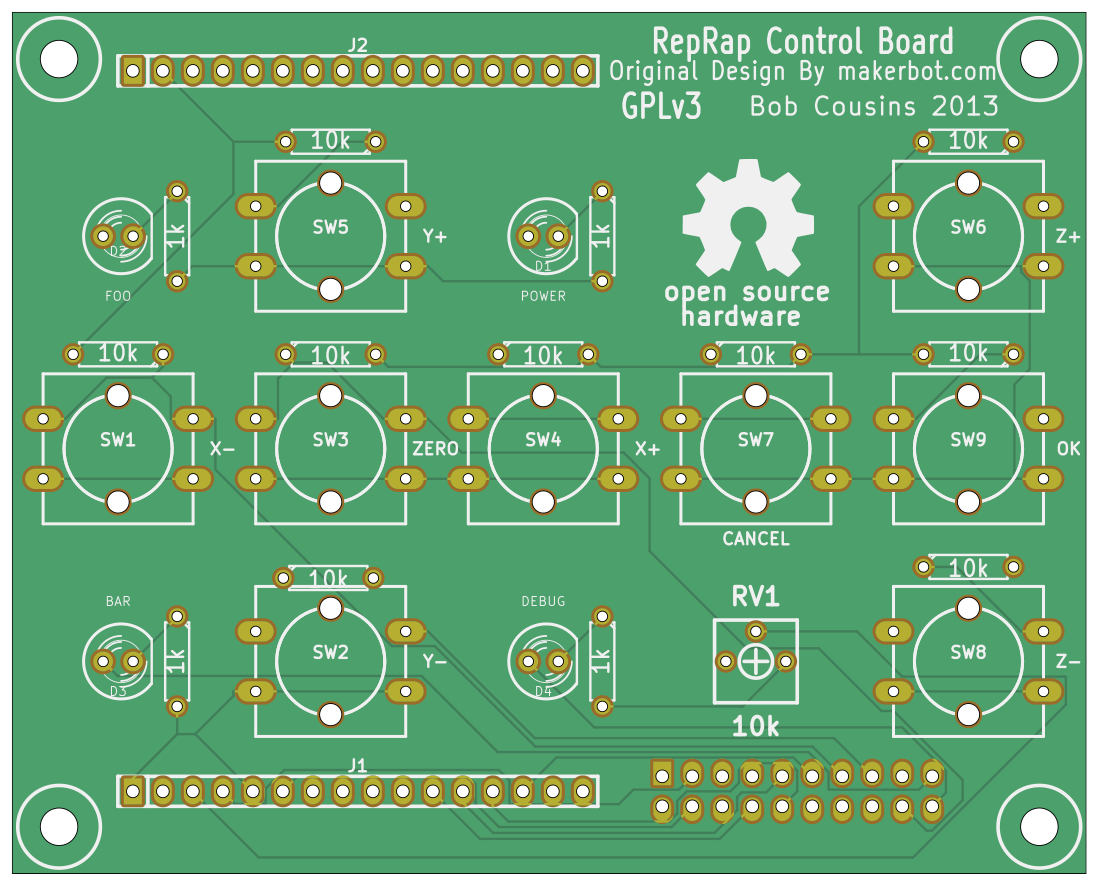 RepRap Control Board
J2
Original Design By makerbot.com
GPLv3
Bob Cousins 2013
10k
10k
SW5
Y+
SW6
Z+
1k
1k
D2
D1
FOO
POWER
open source
hardware
10k
10k
10k
10k
10k
SW1
X-
SW3
ZERO
SW4
X+
SW7
SW9
OK
CANCEL
10k
10k
BAR
DEBUG
RV1
SW2
Y-
SW8
Z-
1k
1k
D3
D4
10k
J1